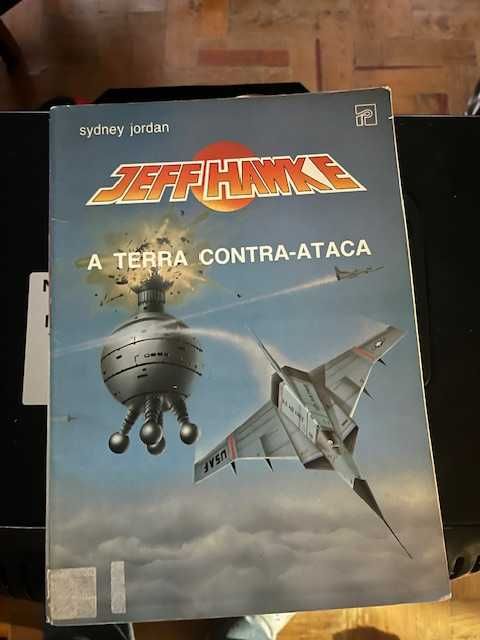 sydney jordan
JEFF HAWKE
A TERRA CONTRA-ATACA
USAF